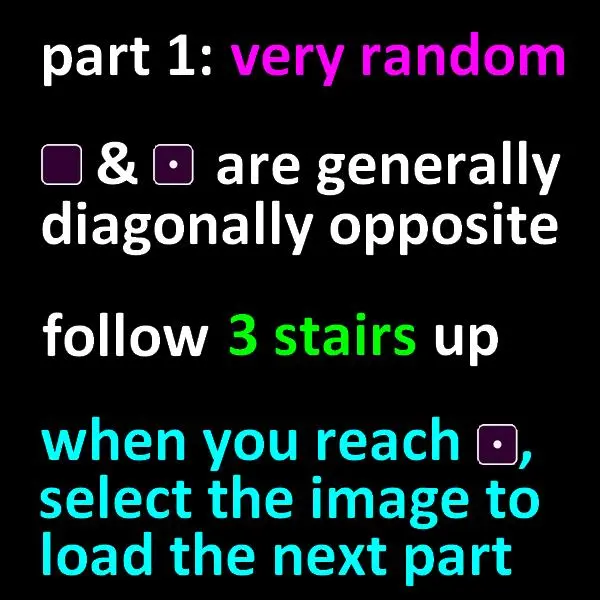 part 1: very random
& are generally
diagonally opposite
follow 3 stairs up
when you reach ,
select the image to
load the next part